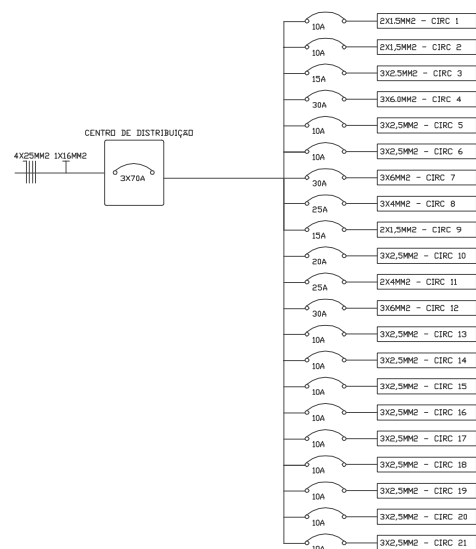 2X1.5MM2 - CIRC 1
10A
2X1,5MM2 - CIRC 2
10A
3X2.5MM2 - CIRC 3
15A
3X6.0MM2 - CIRC 4
30A
CENTRO DE DISTRIBUIÇÃO
3X2,5MM2 - CIRC 5
10A
3X2,5MM2 - CIRC 6
10A
4X25MM2 1X16MM2
3X70A
3X6MM2 - CIRC 7
30A
3X4MM2 - CIRC 8
25A
2X1,5MM2 - CIRC 9
15A
3X2,5MM2 - CIRC 10
20A
2X4MM2 - CIRC 11
25A
3X6MM2 - CIRC 12
30A
3X2,5MM2 - CIRC 13
10A
3X2,5MM2 - CIRC 14
10A
3X2,5MM2 - CIRC 15
10A
3X2,5MM2 - CIRC 16
10A
3X2,5MM2 - CIRC 17
10A
3X2,5MM2 - CIRC 18
10A
3X2,5MM2 - CIRC 19
10A
3X2,5MM2 - CIRC 20
10A
3X2,5MM2 - CIRC 21
10A